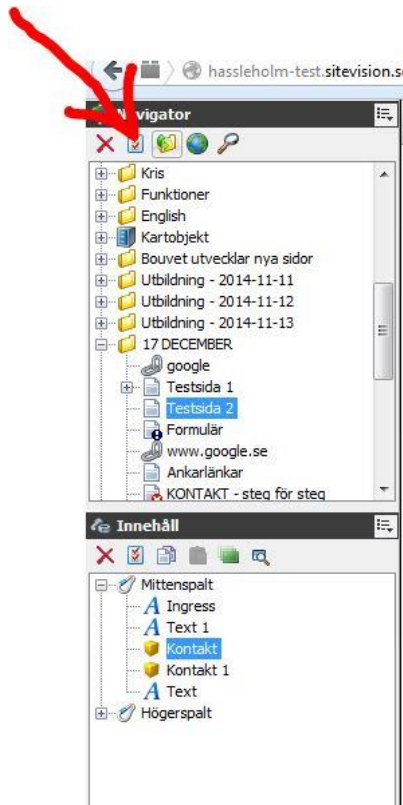 hassleholm-test.sitevision.s
Navigator
Kris
Funktioner
English
Kartobjekt
Bouvet utvecklar nya sidor
Utbildning - 2014-11-11
Utbildning - 2014-11-12
Utbildning - 2014-11-13
17 DECEMBER
google
Testsida 1
Testsida 2
Formulär
www.google.se
Ankarlänkar
KONTAKT - steg för steg
Innehåll
Mittenspalt
Ingress
Text 1
Kontakt
Kontakt 1
Text
Högerspalt